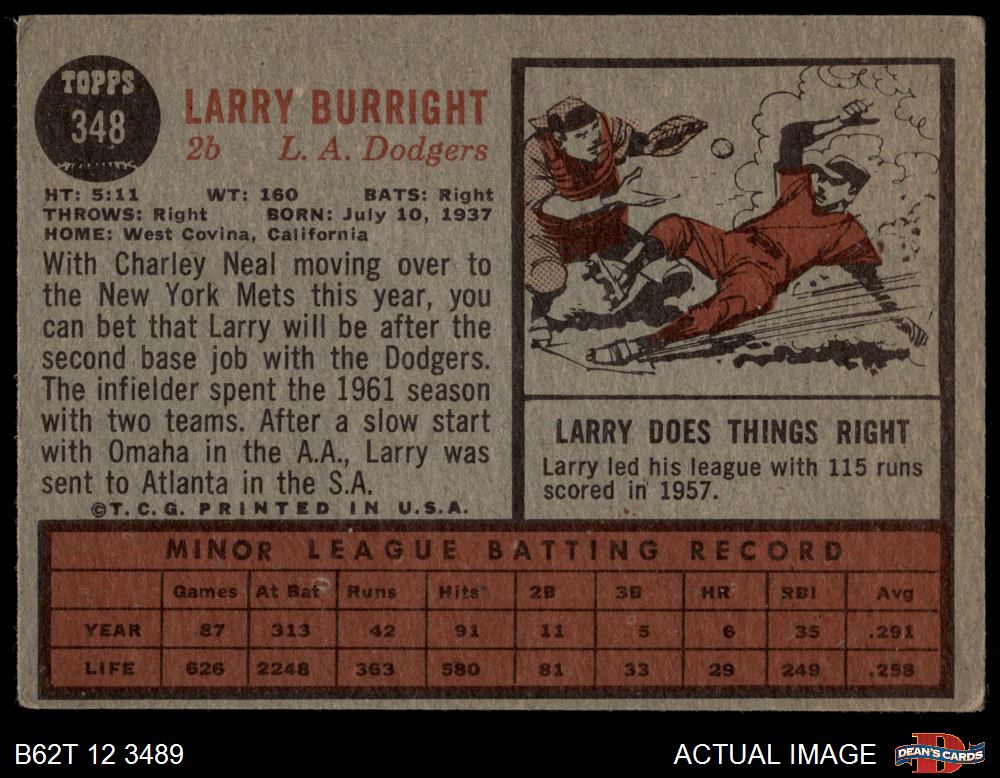 TOPPS
348
LARRY BURRIGHT
2b L. A. Dodgers
HT: 5:11 WT: 160 BATS: Right
THROWS: Right BORN: July 10, 1937
HOME: West Covina, California
With Charley Neal moving over to
the New York Mets this year, you
can bet that Larry will be after the
second base job with the Dodgers.
The infielder spent the 1961 season
with two teams. After a slow start
with Omaha in the A.A., Larry was
sent to Atlanta in the S.A.
©T.C.G. PRINTED IN U.S.A.
LARRY DOES THINGS RIGHT
Larry led his league with 115 runs
scored in 1957.
MINOR LEAGUE BATTING RECORD
Games At Bat Runs Hits 2B 3B HR RBI Avg
YEAR 87 313 42 91 11 5 6 35 .291
LIFE 626 2248 363 580 81 33 29 249 .258
B62T 12 3489
ACTUAL IMAGE
DEAN'S CARDS